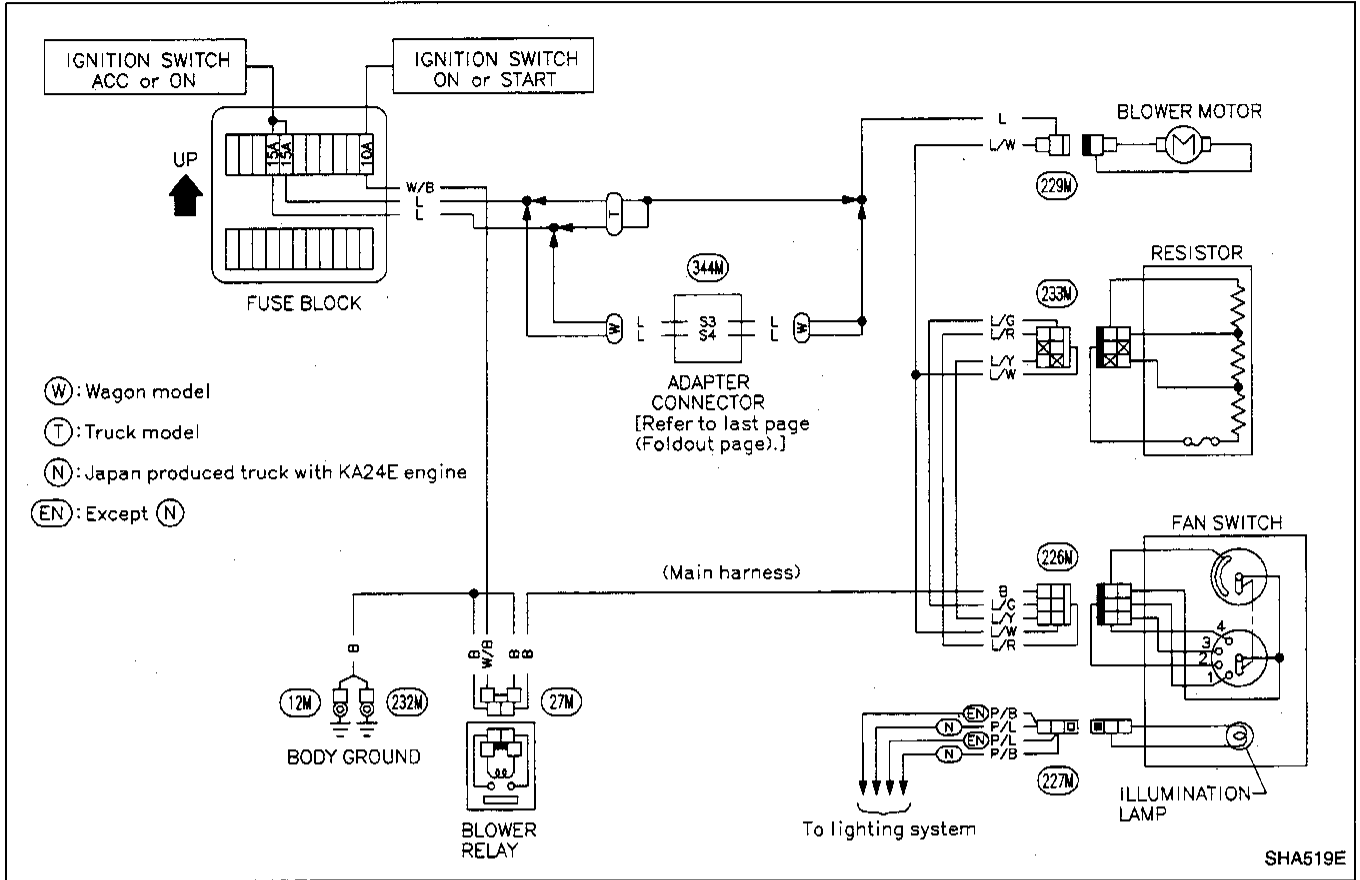 IGNITION SWITCH
ACC or ON
IGNITION SWITCH
ON or START
UP
15A
15A
10A
FUSE BLOCK
W/B
L
L
T
344M
W
L
L
S3
S4
L
L
W
ADAPTER
CONNECTOR
[Refer to last page
(Foldout page).]
L
L/W
BLOWER MOTOR
M
229M
RESISTOR
233M
L/G
L/R
L/Y
L/W
W : Wagon model
T : Truck model
N : Japan produced truck with KA24E engine
EN : Except N
FAN SWITCH
226M
(Main harness)
B
L/G
L/Y
L/W
L/R
4
3
2
1
B
B
W/B
B
B
12M
232M
27M
BODY GROUND
BLOWER
RELAY
EN P/B
N P/L
EN P/L
N P/B
227M
ILLUMINATION
LAMP
To lighting system
SHA519E